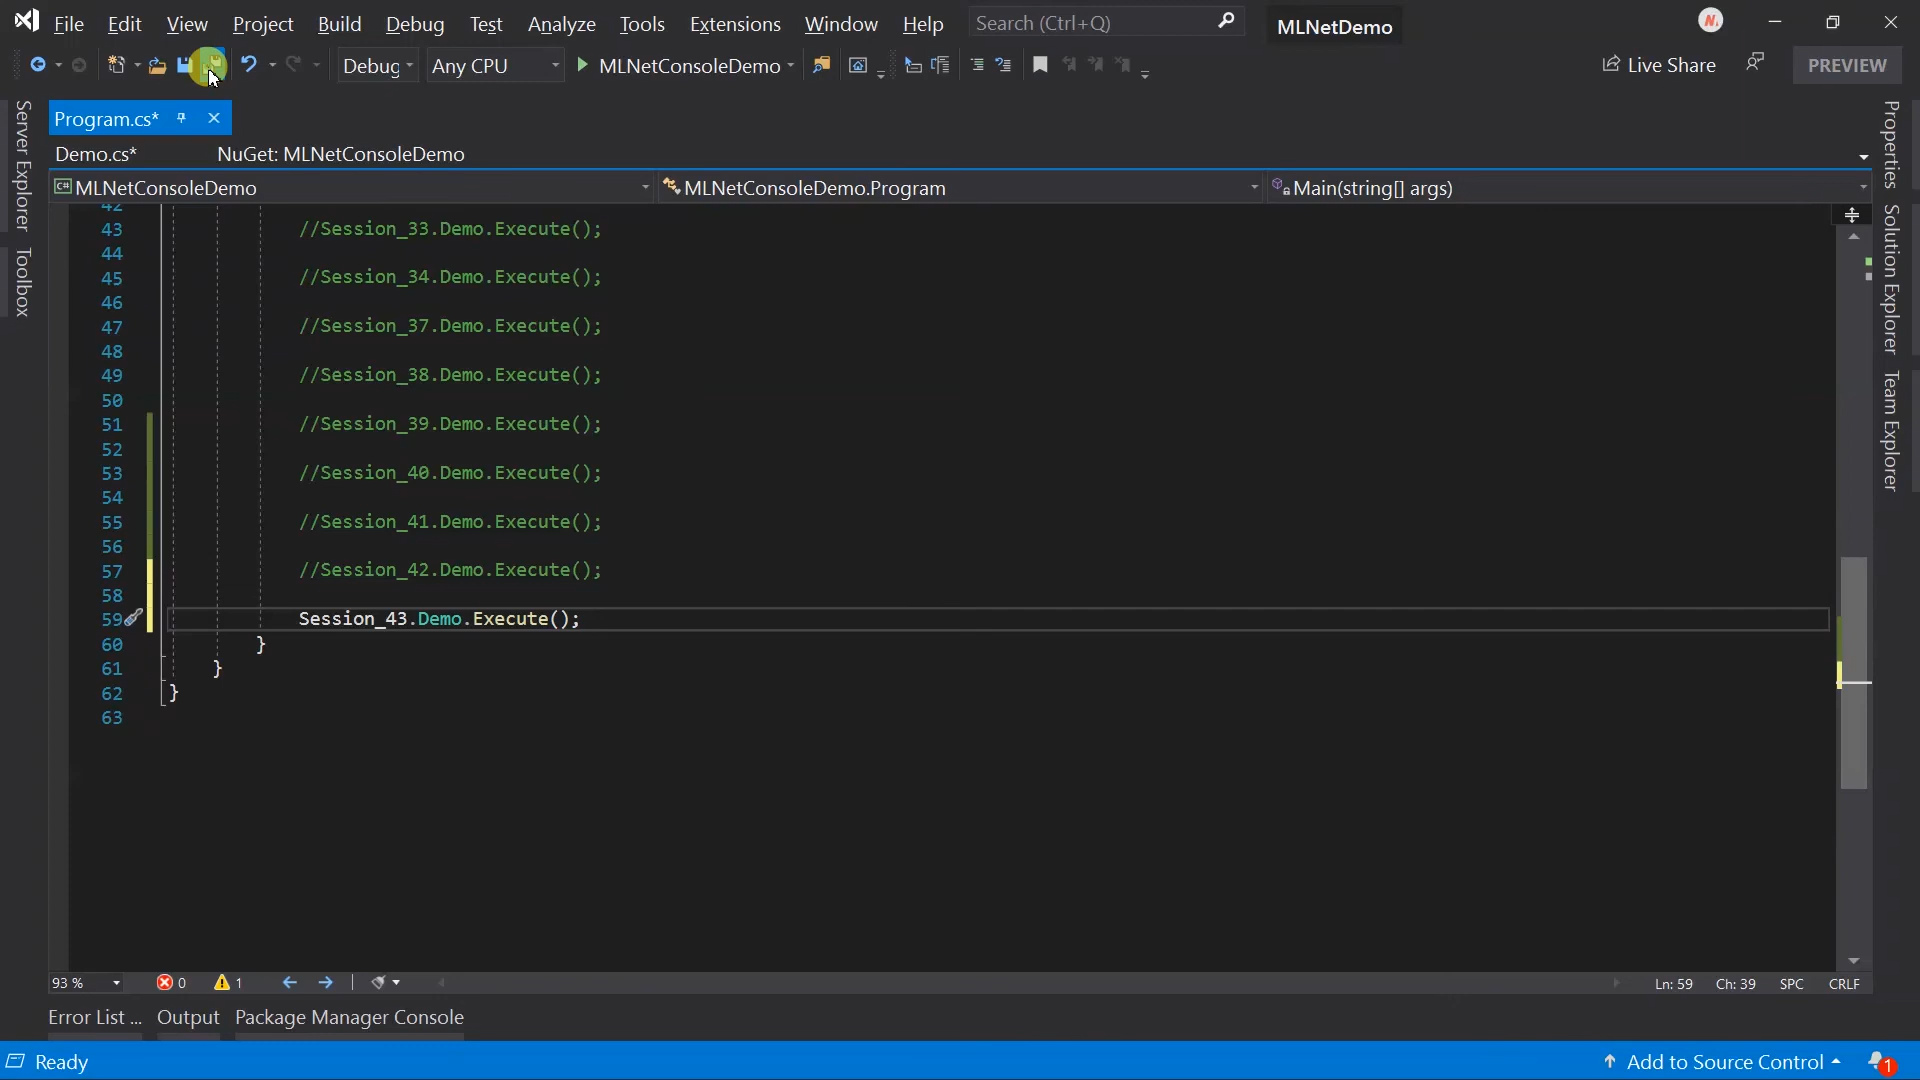 File Edit View Project Build Debug Test Analyze Tools Extensions Window Help Search (Ctrl+Q) MLNetDemo
Debug Any CPU MLNetConsoleDemo Live Share PREVIEW
Server Explorer
Toolbox
Program.cs*
Demo.cs* NuGet: MLNetConsoleDemo
MLNetConsoleDemo MLNetConsoleDemo.Program Main(string[] args)
42
43 //Session_33.Demo.Execute();
44
45 //Session_34.Demo.Execute();
46
47 //Session_37.Demo.Execute();
48
49 //Session_38.Demo.Execute();
50
51 //Session_39.Demo.Execute();
52
53 //Session_40.Demo.Execute();
54
55 //Session_41.Demo.Execute();
56
57 //Session_42.Demo.Execute();
58
59 Session_43.Demo.Execute();
60 }
61 }
62 }
63
Properties
Solution Explorer
Team Explorer
93 % 0 1 Ln: 59 Ch: 39 SPC CRLF
Error List ... Output Package Manager Console
Ready Add to Source Control 1